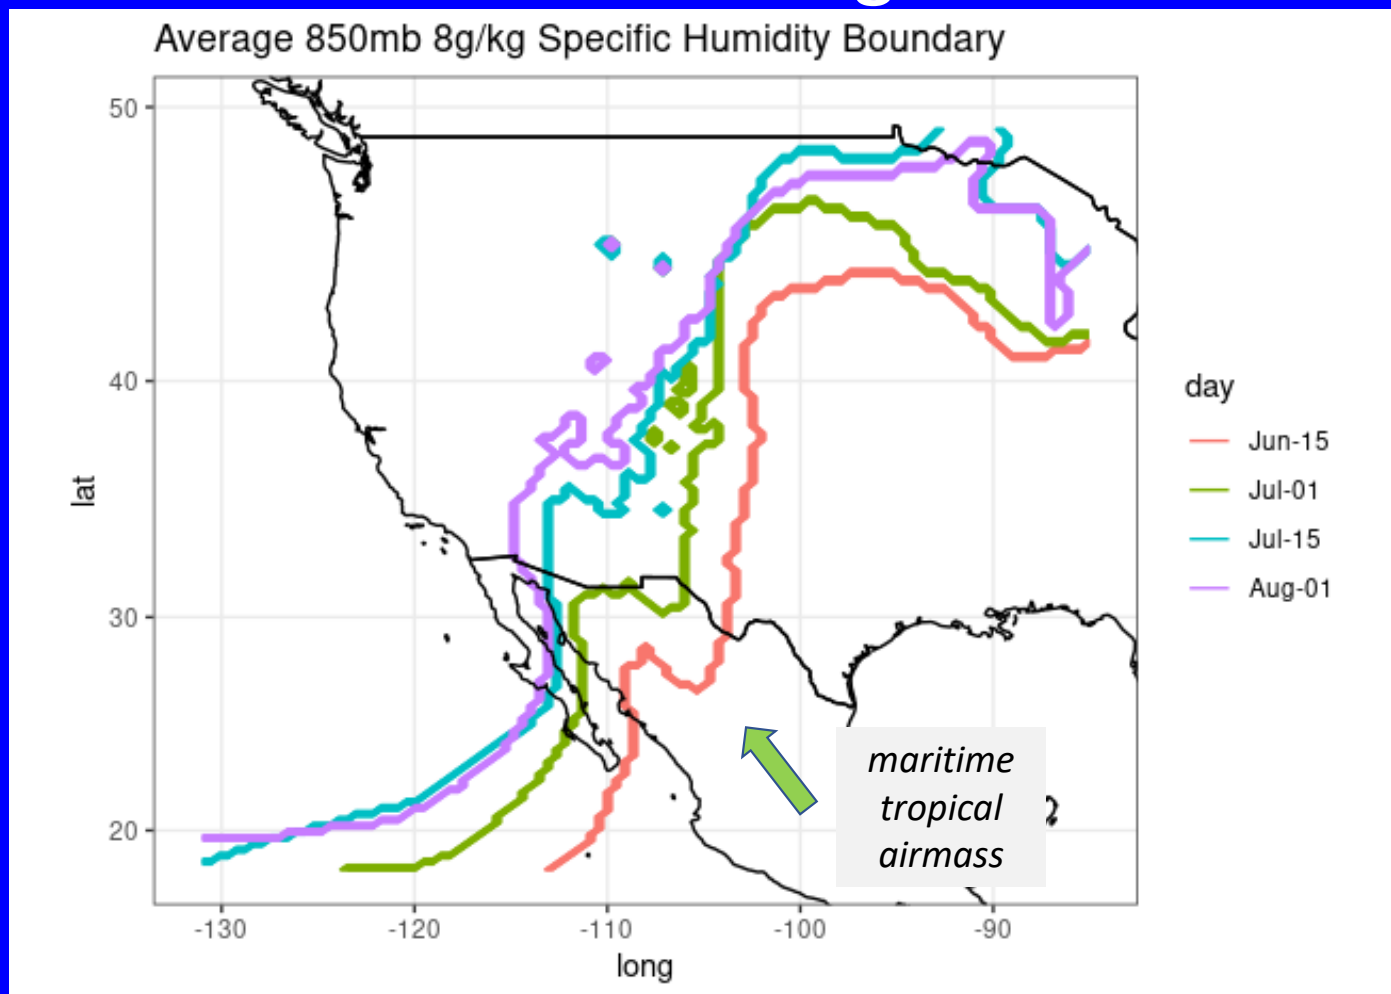 Average 850mb 8g/kg Specific Humidity Boundary
50
40
30
20
lat
-130
-120
-110
-100
-90
long
maritime
tropical
airmass
day
Jun-15
Jul-01
Jul-15
Aug-01